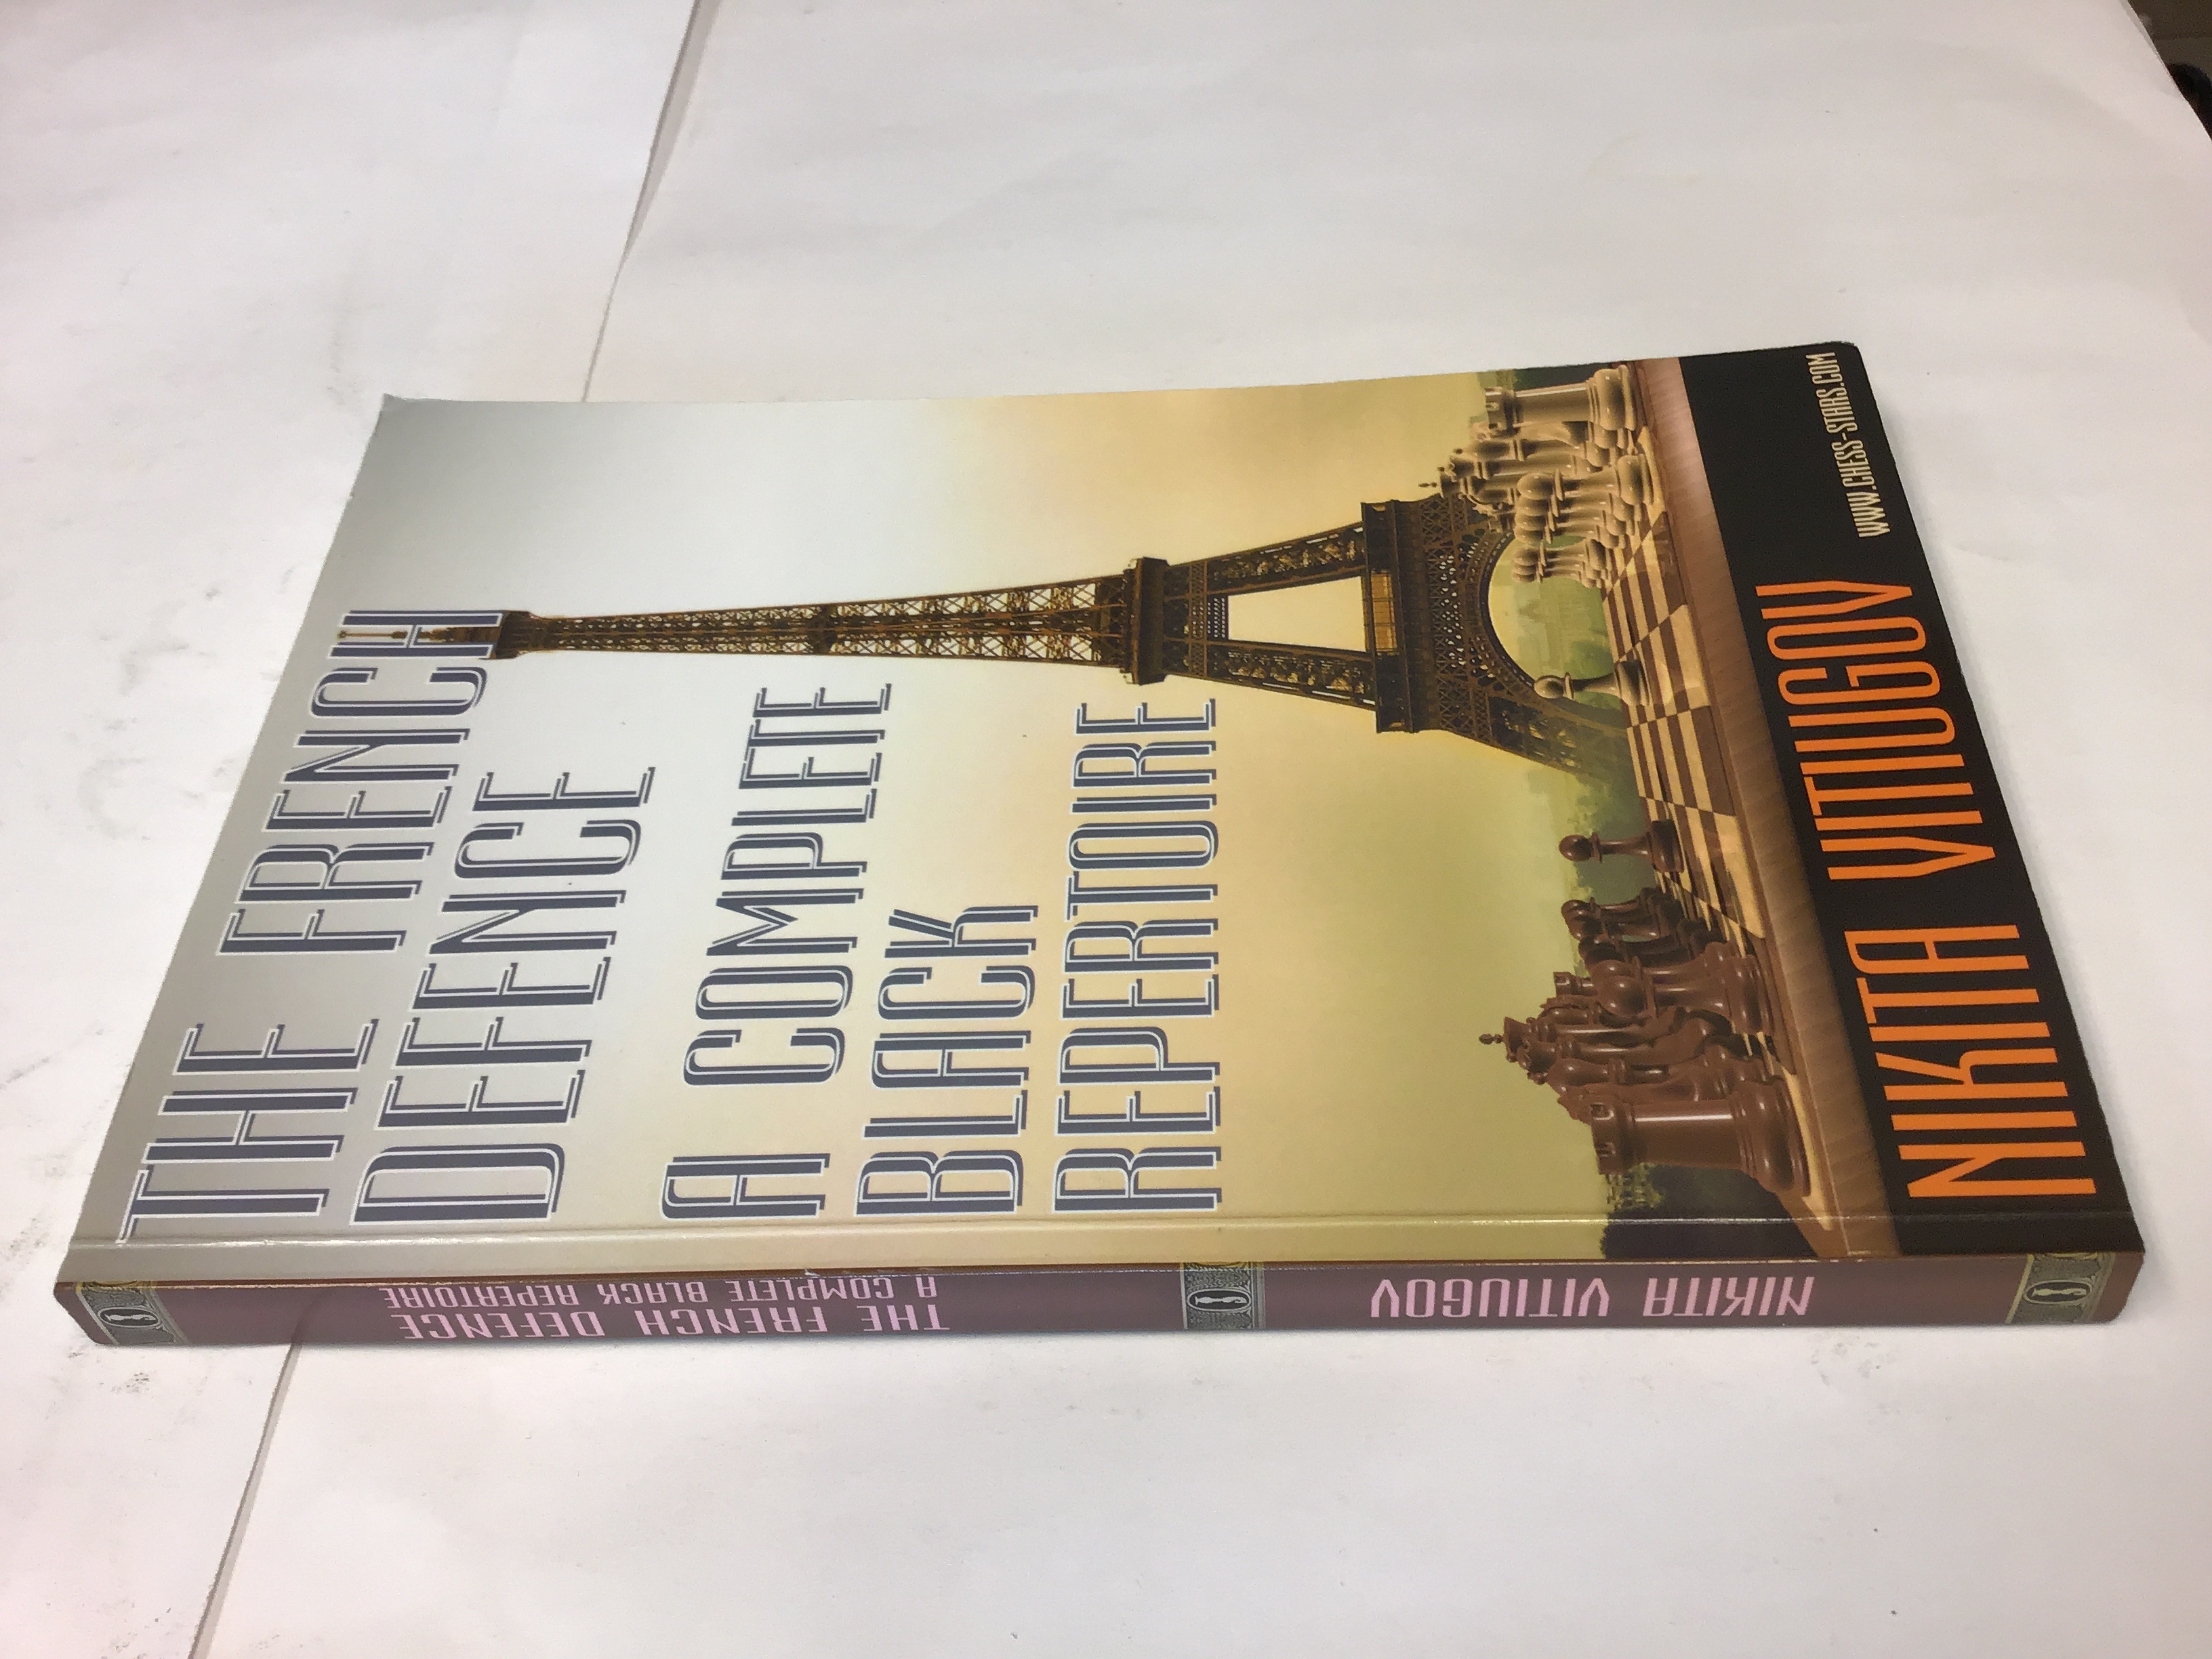 THE FRENCH
DEFENCE
A COMPLETE
BLACK
REPERTOIRE
NIKITA VITIUGOV
WWW.CHESS-STARS.COM
THE FRENCH DEFENCE
A COMPLETE BLACK REPERTOIRE
NIKITA VITIUGOV